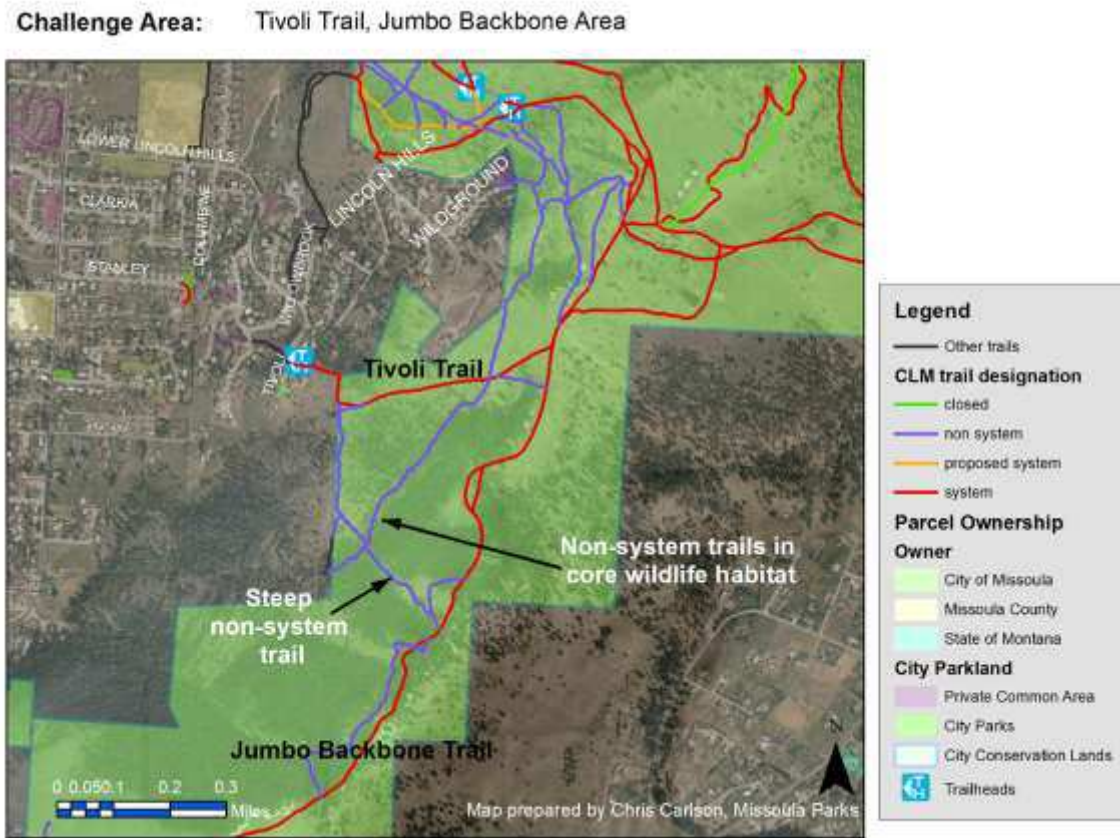 Challenge Area: Tivoli Trail, Jumbo Backbone Area
LOWER LINCOLN HILLS
COLUMBINE
STANLEY
LINCOLN HILLS
WILDGROUND
TIVOLI
Tivoli Trail
Non-system trails in
core wildlife habitat
Steep
non-system
trail
Jumbo Backbone Trail
0 0.05 0.1 0.2 0.3
Miles
Map prepared by Chris Carlson, Missoula Parks
N
Legend
Other trails
CLM trail designation
closed
non system
proposed system
system
Parcel Ownership
Owner
City of Missoula
Missoula County
State of Montana
City Parkland
Private Common Area
City Parks
City Conservation Lands
Trailheads